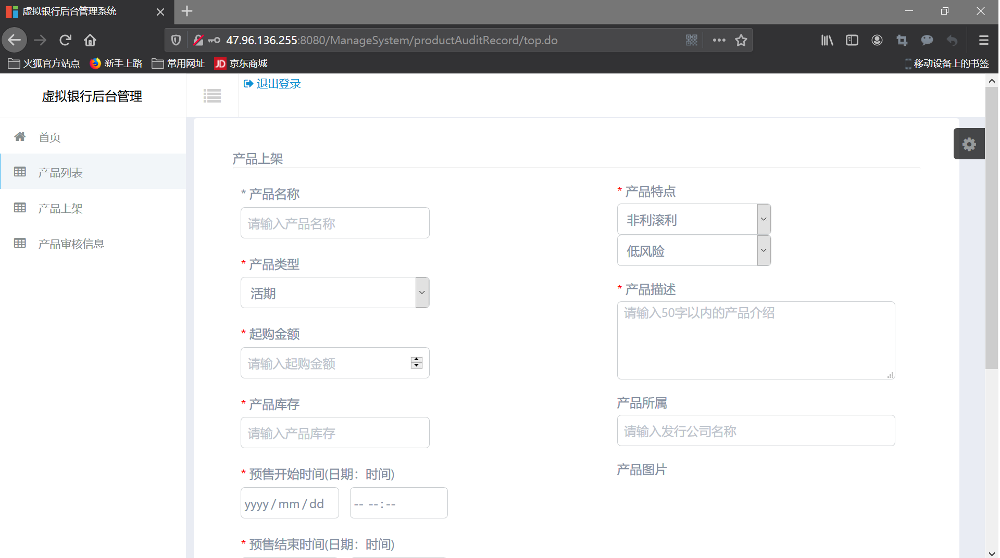 虚拟银行后台管理系统
47.96.136.255:8080/ManageSystem/productAuditRecord/top.do
火狐官方站点
新手上路
常用网址
JD 京东商城
移动设备上的书签
虚拟银行后台管理
退出登录
首页
产品列表
产品上架
产品审核信息
产品上架
* 产品名称
请输入产品名称
* 产品类型
活期
* 起购金额
请输入起购金额
* 产品库存
请输入产品库存
* 预售开始时间(日期：时间)
yyyy / mm / dd
-- -- : --
* 预售结束时间(日期：时间)
* 产品特点
非利滚利
低风险
* 产品描述
请输入50字以内的产品介绍
产品所属
请输入发行公司名称
产品图片